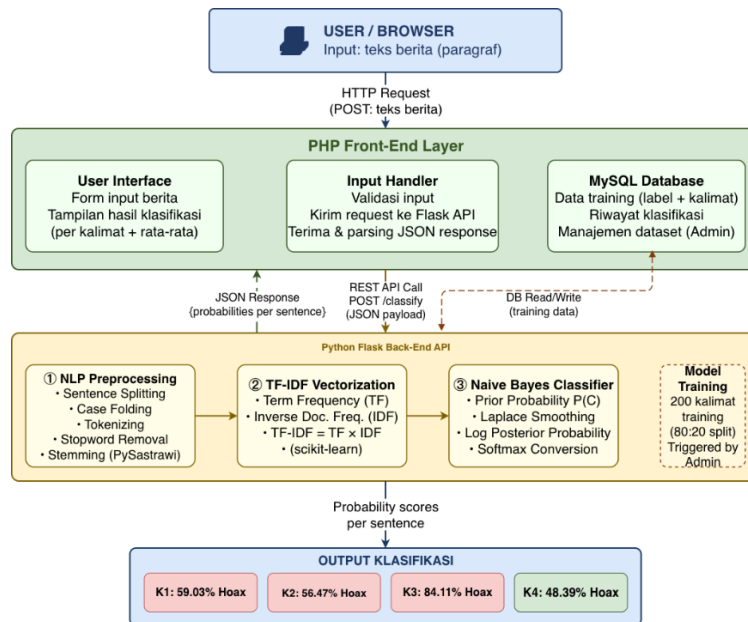 USER / BROWSER
Input: teks berita (paragraf)
HTTP Request
(POST: teks berita)
PHP Front-End Layer
User Interface
Form input berita
Tampilan hasil klasifikasi
(per kalimat + rata-rata)
Input Handler
Validasi input
Kirim request ke Flask API
Terima & parsing JSON response
MySQL Database
Data training (label + kalimat)
Riwayat klasifikasi
Manajemen dataset (Admin)
JSON Response
{probabilities per sentence}
REST API Call
POST /classify
(JSON payload)
DB Read/Write
(training data)
Python Flask Back-End API
① NLP Preprocessing
• Sentence Splitting
• Case Folding
• Tokenizing
• Stopword Removal
• Stemming (PySastrawi)
② TF-IDF Vectorization
• Term Frequency (TF)
• Inverse Doc. Freq. (IDF)
• TF-IDF = TF × IDF
• (scikit-learn)
③ Naive Bayes Classifier
• Prior Probability P(C)
• Laplace Smoothing
• Log Posterior Probability
• Softmax Conversion
Model
Training
200 kalimat
training
(80:20 split)
Triggered by
Admin
Probability scores
per sentence
OUTPUT KLASIFIKASI
K1: 59.03% Hoax
K2: 56.47% Hoax
K3: 84.11% Hoax
K4: 48.39% Hoax